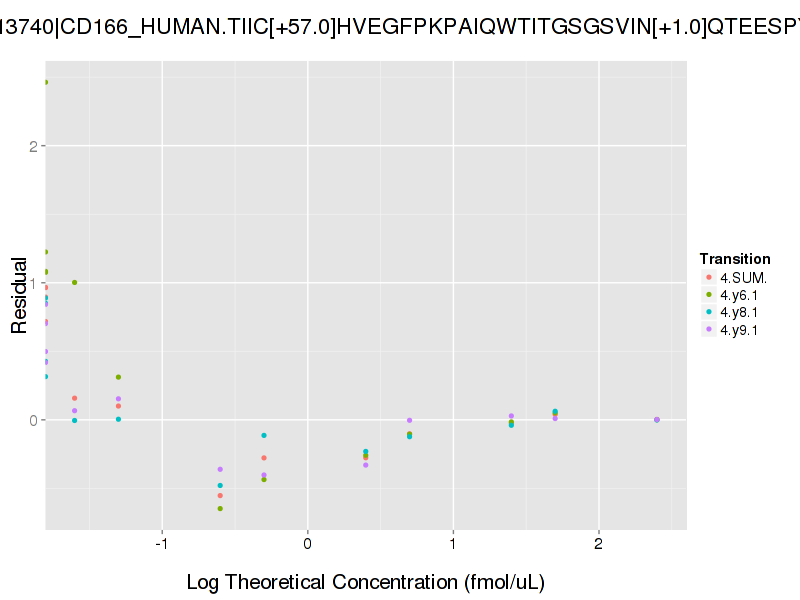 13740|CD166_HUMAN.TIIC[+57.0]HVEGFPKPAIQWTITGSGSVIN[+1.0]QTEESPY
2
1
0
Residual
-1
0
1
2
Log Theoretical Concentration (fmol/uL)
Transition
4.SUM.
4.y6.1
4.y8.1
4.y9.1